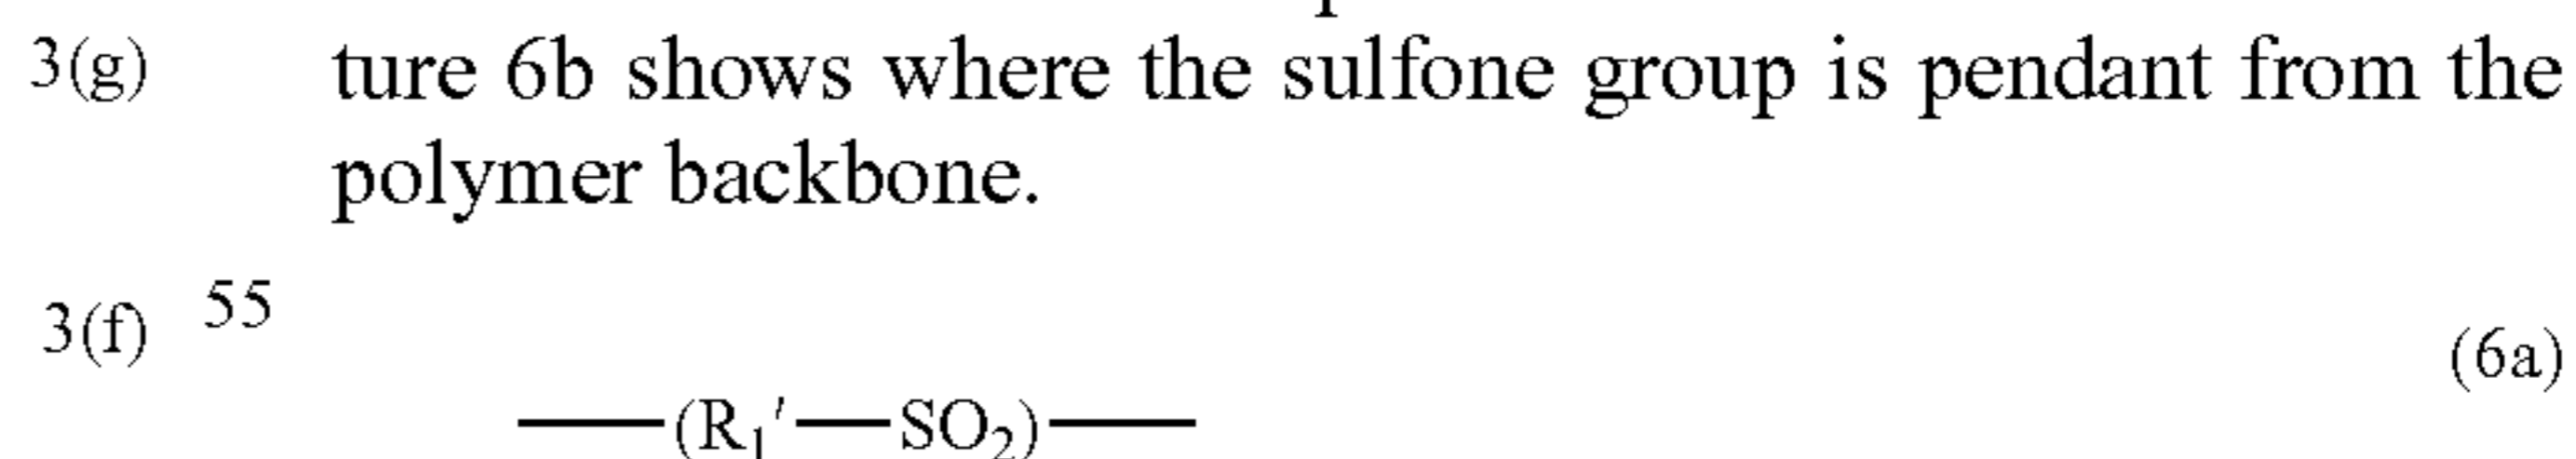 3(g) ture 6b shows where the sulfone group is pendant from the
polymer backbone.
3(f) 55 (6a)
—(R₁′—SO₂)—